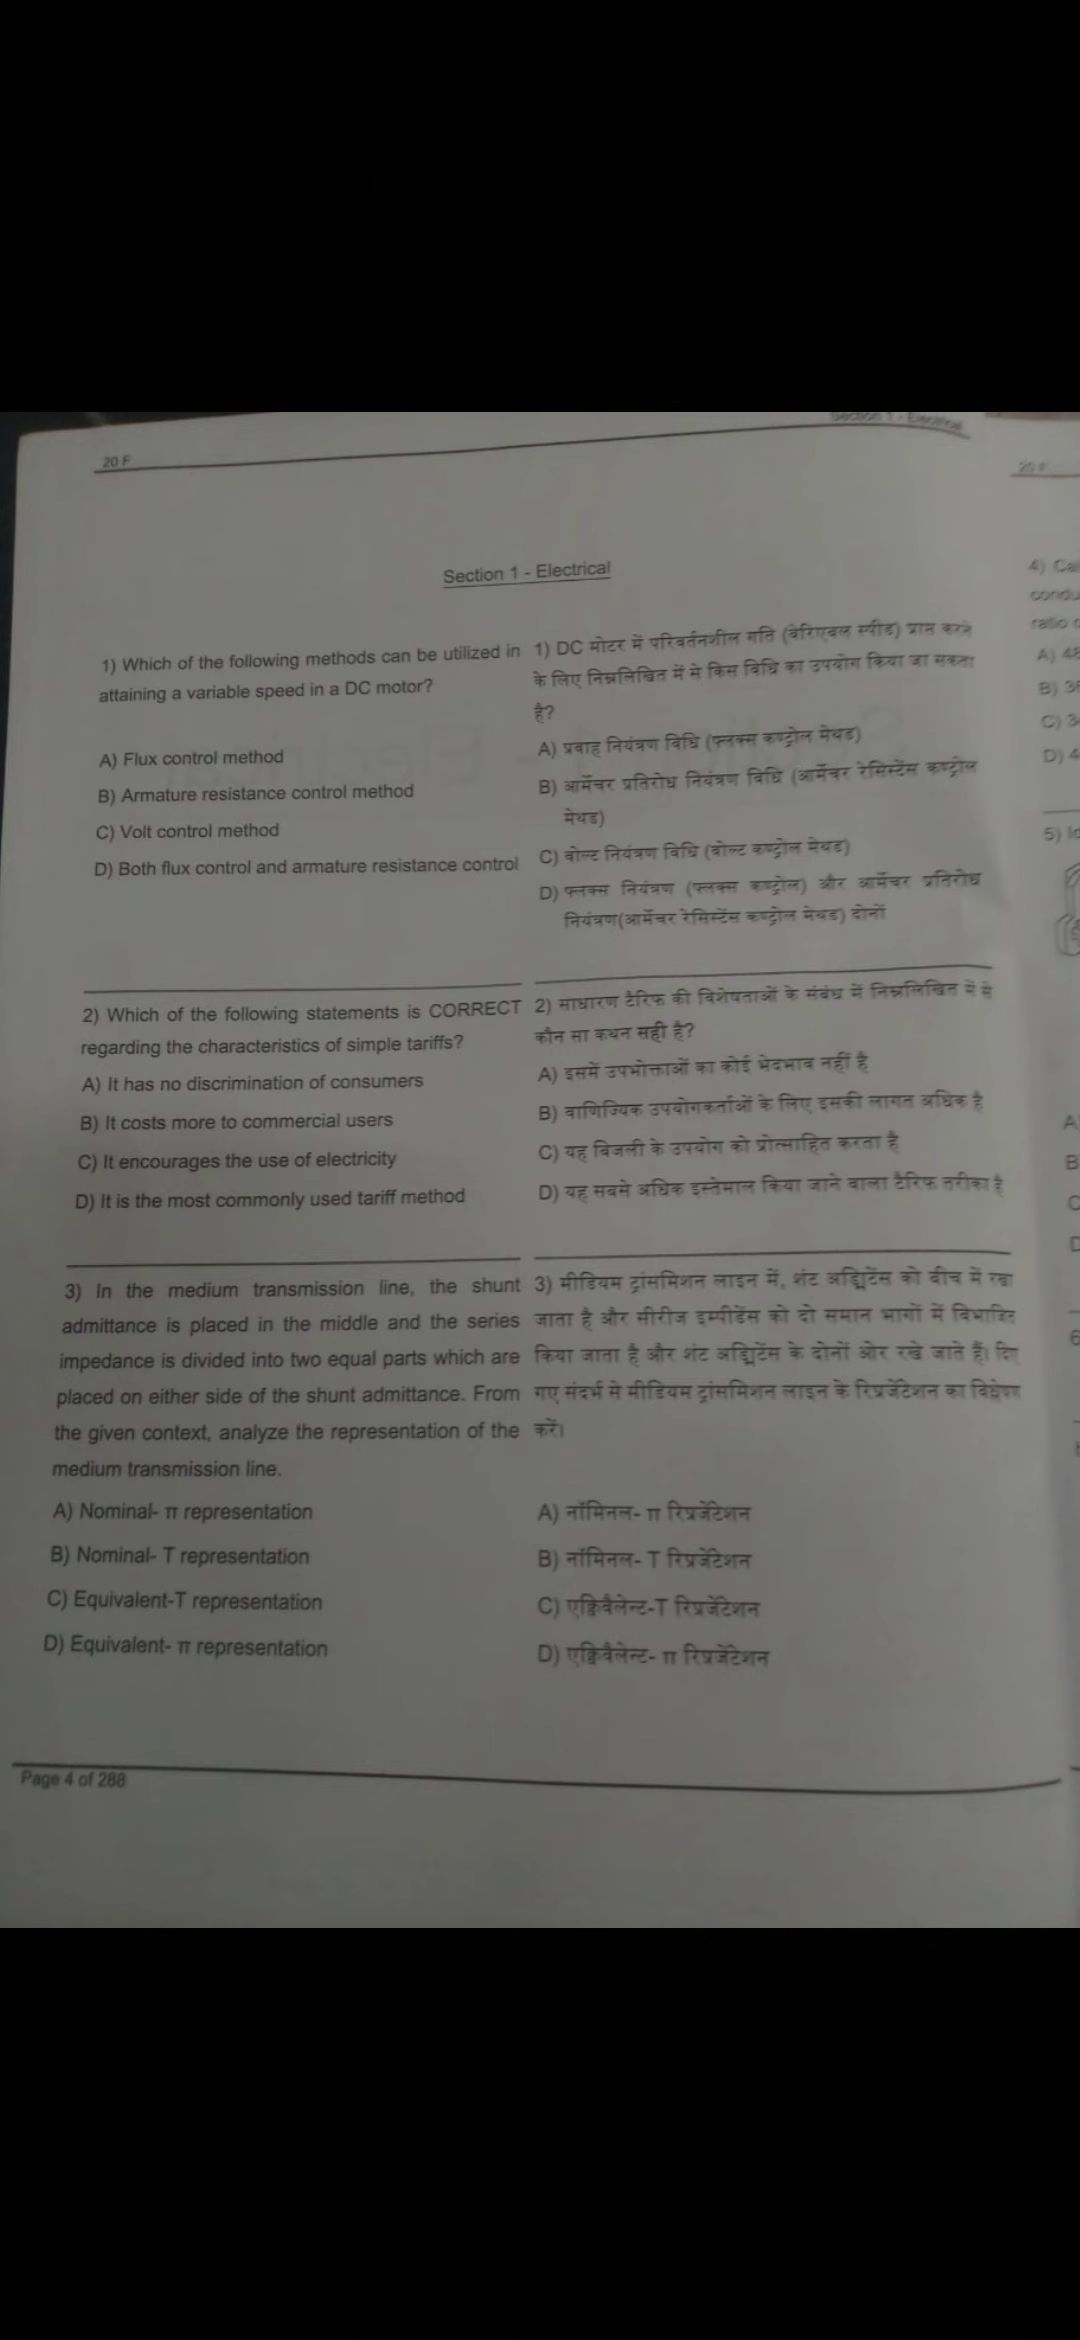 Section 1 - Electrical
20 F
20 F
Section 1 - Electrical
1) Which of the following methods can be utilized in
attaining a variable speed in a DC motor?
A) Flux control method
B) Armature resistance control method
C) Volt control method
D) Both flux control and armature resistance control
1) DC मोटर में परिवर्तनशील गति (वेरिएबल स्पीड) प्राप्त करने
के लिए निम्नलिखित में से किस विधि का उपयोग किया जा सकता
है?
A) प्रवाह नियंत्रण विधि (फ्लक्स कण्ट्रोल मेथड)
B) आर्मेचर प्रतिरोध नियंत्रण विधि (आर्मेचर रेसिस्टेंस कण्ट्रोल
मेथड)
C) वोल्ट नियंत्रण विधि (वोल्ट कण्ट्रोल मेथड)
D) फ्लक्स नियंत्रण (फ्लक्स कण्ट्रोल) और आर्मेचर प्रतिरोध
नियंत्रण(आर्मेचर रेसिस्टेंस कण्ट्रोल मेथड) दोनों
2) Which of the following statements is CORRECT
regarding the characteristics of simple tariffs?
A) It has no discrimination of consumers
B) It costs more to commercial users
C) It encourages the use of electricity
D) It is the most commonly used tariff method
2) साधारण टैरिफ की विशेषताओं के संबंध में निम्नलिखित में से
कौन सा कथन सही है?
A) इसमें उपभोक्ताओं का कोई भेदभाव नहीं है
B) वाणिज्यिक उपयोगकर्ताओं के लिए इसकी लागत अधिक है
C) यह बिजली के उपयोग को प्रोत्साहित करता है
D) यह सबसे अधिक इस्तेमाल किया जाने वाला टैरिफ तरीका है
3) In the medium transmission line, the shunt
admittance is placed in the middle and the series
impedance is divided into two equal parts which are
placed on either side of the shunt admittance. From
the given context, analyze the representation of the
medium transmission line.
A) Nominal- π representation
B) Nominal- T representation
C) Equivalent-T representation
D) Equivalent- π representation
3) मीडियम ट्रांसमिशन लाइन में, शंट अड्मिटेंस को बीच में रखा
जाता है और सीरीज इम्पीडेंस को दो समान भागों में विभाजित
किया जाता है और शंट अड्मिटेंस के दोनों ओर रखे जाते हैं। दिए
गए संदर्भ से मीडियम ट्रांसमिशन लाइन के रिप्रजेंटेशन का विश्लेषण
करें।
A) नॉमिनल- π रिप्रजेंटेशन
B) नॉमिनल- T रिप्रजेंटेशन
C) एक्विवैलेन्ट-T रिप्रजेंटेशन
D) एक्विवैलेन्ट- π रिप्रजेंटेशन
Page 4 of 288
4)
A)
B)
C)
D)
5)
A
B
C
D
6